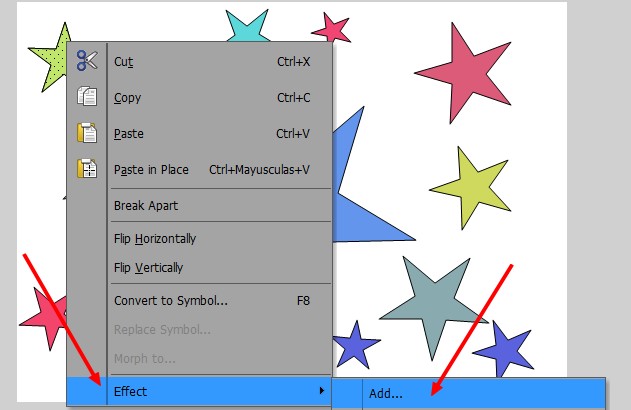 Cut Ctrl+X
Copy Ctrl+C
Paste Ctrl+V
Paste in Place Ctrl+Mayusculas+V
Break Apart
Flip Horizontally
Flip Vertically
Convert to Symbol... F8
Replace Symbol...
Morph to...
Effect
Add...